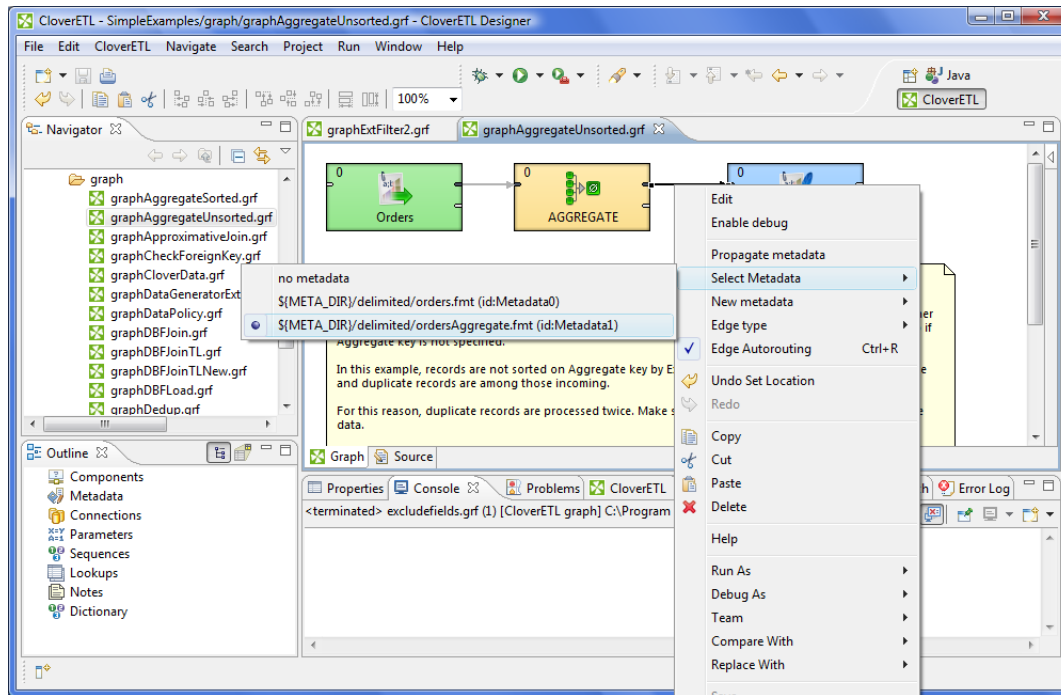 CloverETL - SimpleExamples/graph/graphAggregateUnsorted.grf - CloverETL Designer
File Edit CloverETL Navigate Search Project Run Window Help
Java
100%
CloverETL
Navigator
graphExtFilter2.grf
graphAggregateUnsorted.grf
graph
graphAggregateSorted.grf
graphAggregateUnsorted.grf
graphApproximativeJoin.grf
graphCheckForeignKey.grf
graphCloverData.grf
graphDataGeneratorExt
graphDataPolicy.grf
graphDBFJoin.grf
graphDBFJoinTL.grf
graphDBFJoinTLNew.grf
graphDBFLoad.grf
graphDedup.grf
0
Orders
0
AGGREGATE
0
no metadata
${META_DIR}/delimited/orders.fmt (id:Metadata0)
${META_DIR}/delimited/ordersAggregate.fmt (id:Metadata1)
Aggregate key is not specified.
if
In this example, records are not sorted on Aggregate key by E
and duplicate records are among those incoming.
For this reason, duplicate records are processed twice. Make s
data.
Edit
Enable debug
Propagate metadata
Select Metadata
New metadata
Edge type
Edge Autorouting Ctrl+R
Undo Set Location
Redo
Copy
Cut
Paste
Delete
Help
Run As
Debug As
Team
Compare With
Replace With
Graph
Source
Outline
Components
Metadata
Connections
Parameters
Sequences
Lookups
Notes
Dictionary
Properties
Console
Problems
CloverETL
Error Log
<terminated> excludefields.grf (1) [CloverETL graph] C:\Program